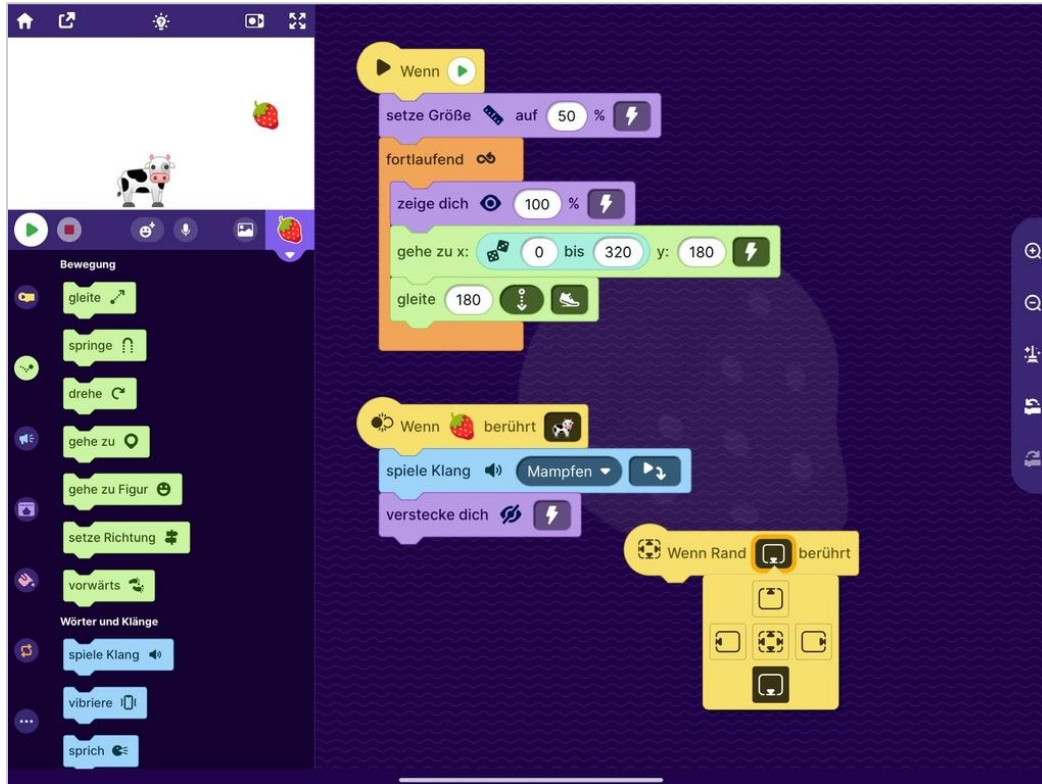 Wenn
setze Größe auf 50 %
fortlaufend
zeige dich 100 %
gehe zu x: 0 bis 320 y: 180
gleite 180
Wenn berührt
spiele Klang Mampfen
verstecke dich
Wenn Rand berührt
Bewegung
gleite
springe
drehe
gehe zu
gehe zu Figur
setze Richtung
vorwärts
Wörter und Klänge
spiele Klang
vibriere
sprich